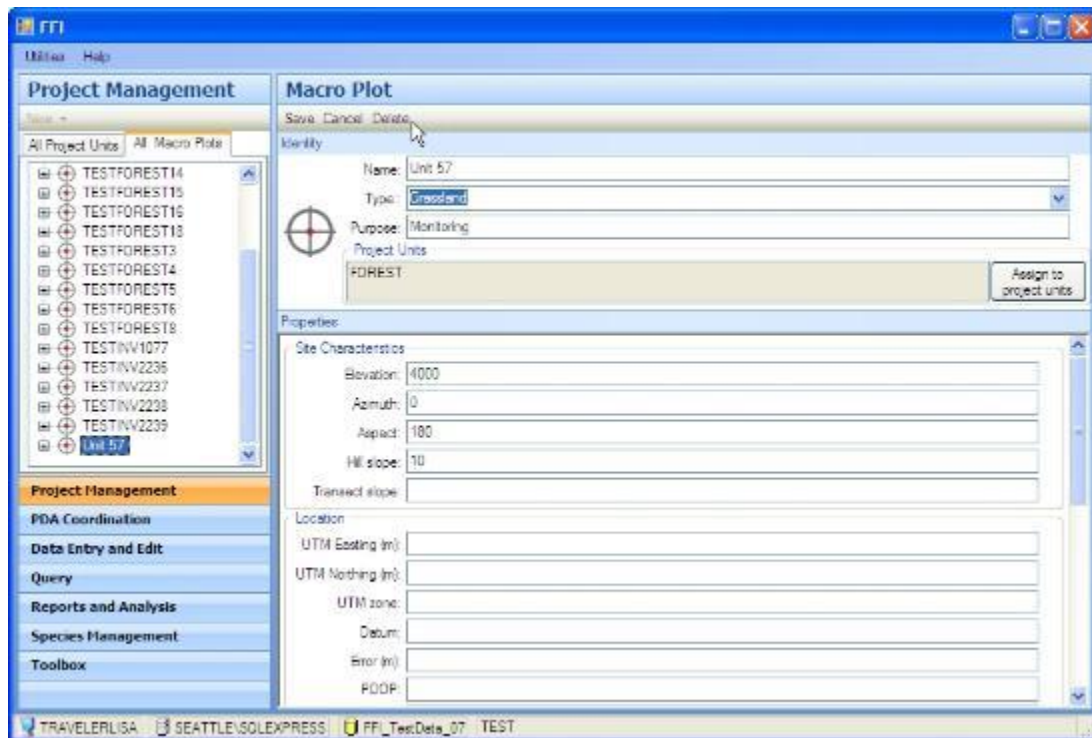 FFI
Utilities Help
Project Management
New
All Project Units All Macro Plots
TESTFOREST14
TESTFOREST15
TESTFOREST16
TESTFOREST18
TESTFOREST3
TESTFOREST4
TESTFOREST5
TESTFOREST6
TESTFOREST8
TESTINV1077
TESTINV2236
TESTINV2237
TESTINV2238
TESTINV2239
Unit 57
Project Management
PDA Coordination
Data Entry and Edit
Query
Reports and Analysis
Species Management
Toolbox
Macro Plot
Save Cancel Delete
Identity
Name: Unit 57
Type: Grassland
Purpose: Monitoring
Project Units
FOREST
Assign to
project units
Properties
Site Characteristics
Elevation: 4000
Azimuth: 0
Aspect: 180
Hill slope: 10
Transect slope:
Location
UTM Easting (m):
UTM Northing (m):
UTM zone:
Datum:
Error (m):
PDOP:
TRAVELERLISA SEATTLE\SQLEXPRESS FFI_TestData_07 TEST